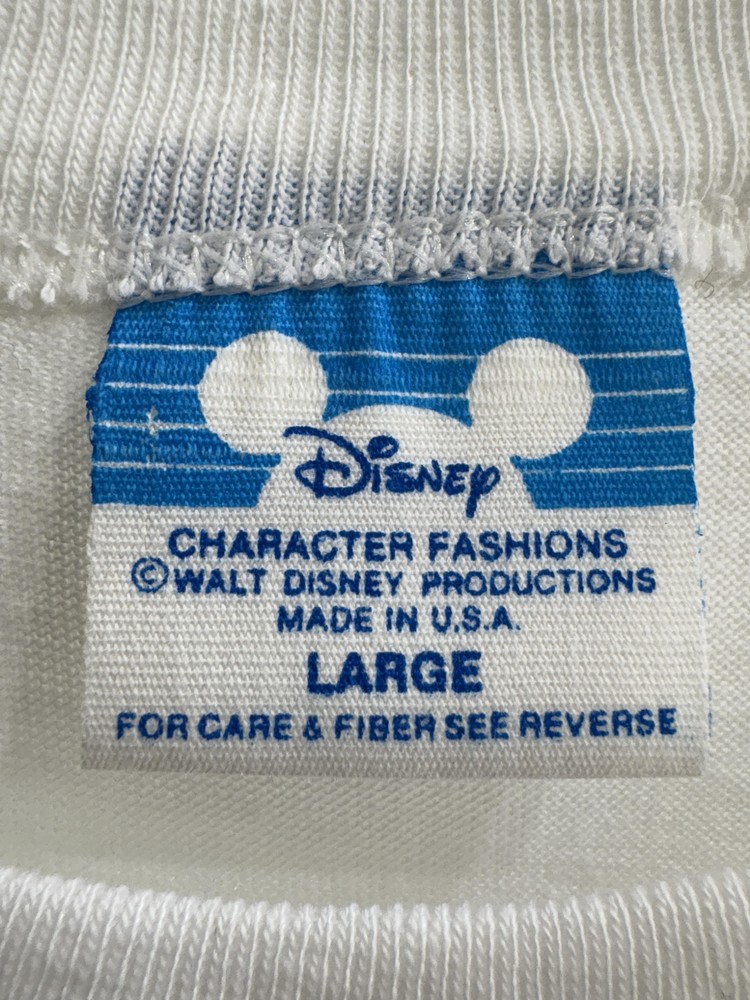 Disney
CHARACTER FASHIONS
©WALT DISNEY PRODUCTIONS
MADE IN U.S.A.
LARGE
FOR CARE & FIBER SEE REVERSE